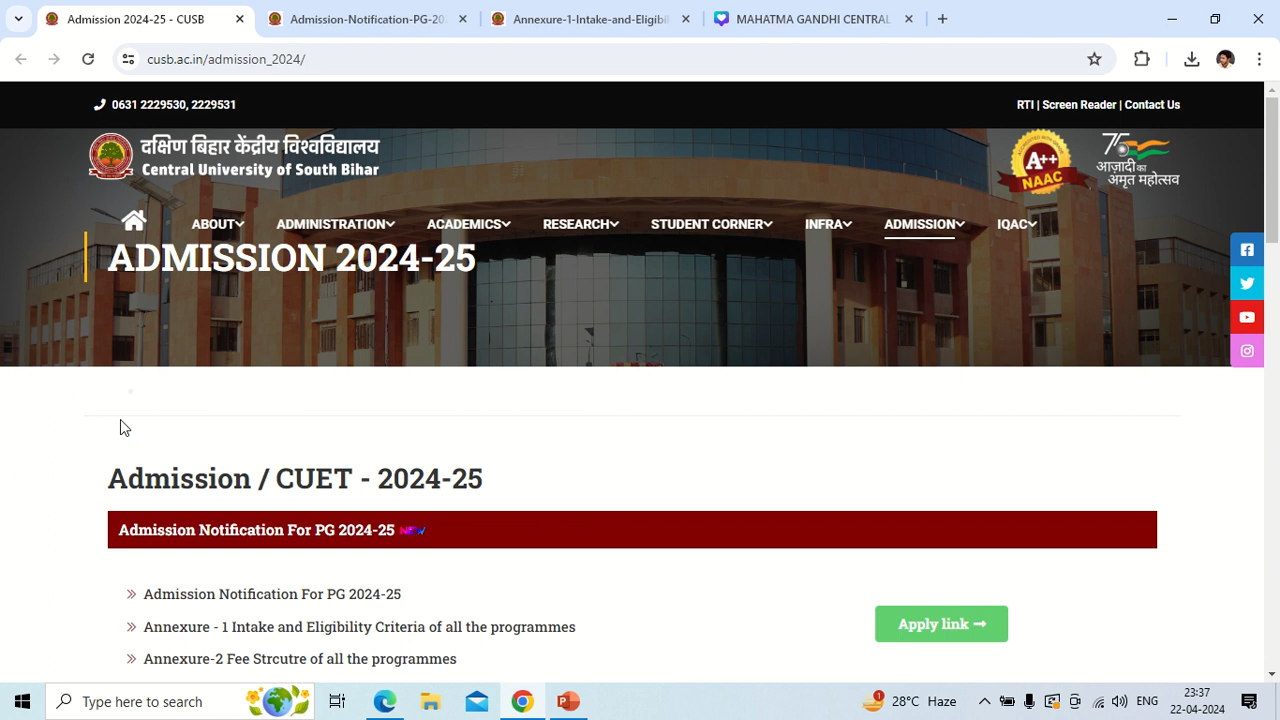 Admission 2024-25 - CUSB
Admission-Notification-PG-20
Annexure-1-Intake-and-Eligibil
MAHATMA GANDHI CENTRAL
cusb.ac.in/admission_2024/
0631 2229530, 2229531
RTI | Screen Reader | Contact Us
दक्षिण बिहार केंद्रीय विश्वविद्यालय
Central University of South Bihar
A++
NAAC
75
आज़ादी का
अमृत महोत्सव
ABOUT ADMINISTRATION ACADEMICS RESEARCH STUDENT CORNER INFRA ADMISSION IQAC
ADMISSION 2024-25
Admission / CUET - 2024-25
Admission Notification For PG 2024-25 NEW
Admission Notification For PG 2024-25
Annexure - 1 Intake and Eligibility Criteria of all the programmes
Apply link
Annexure-2 Fee Strcutre of all the programmes
Type here to search
1
28°C Haze
ENG
23:37
22-04-2024